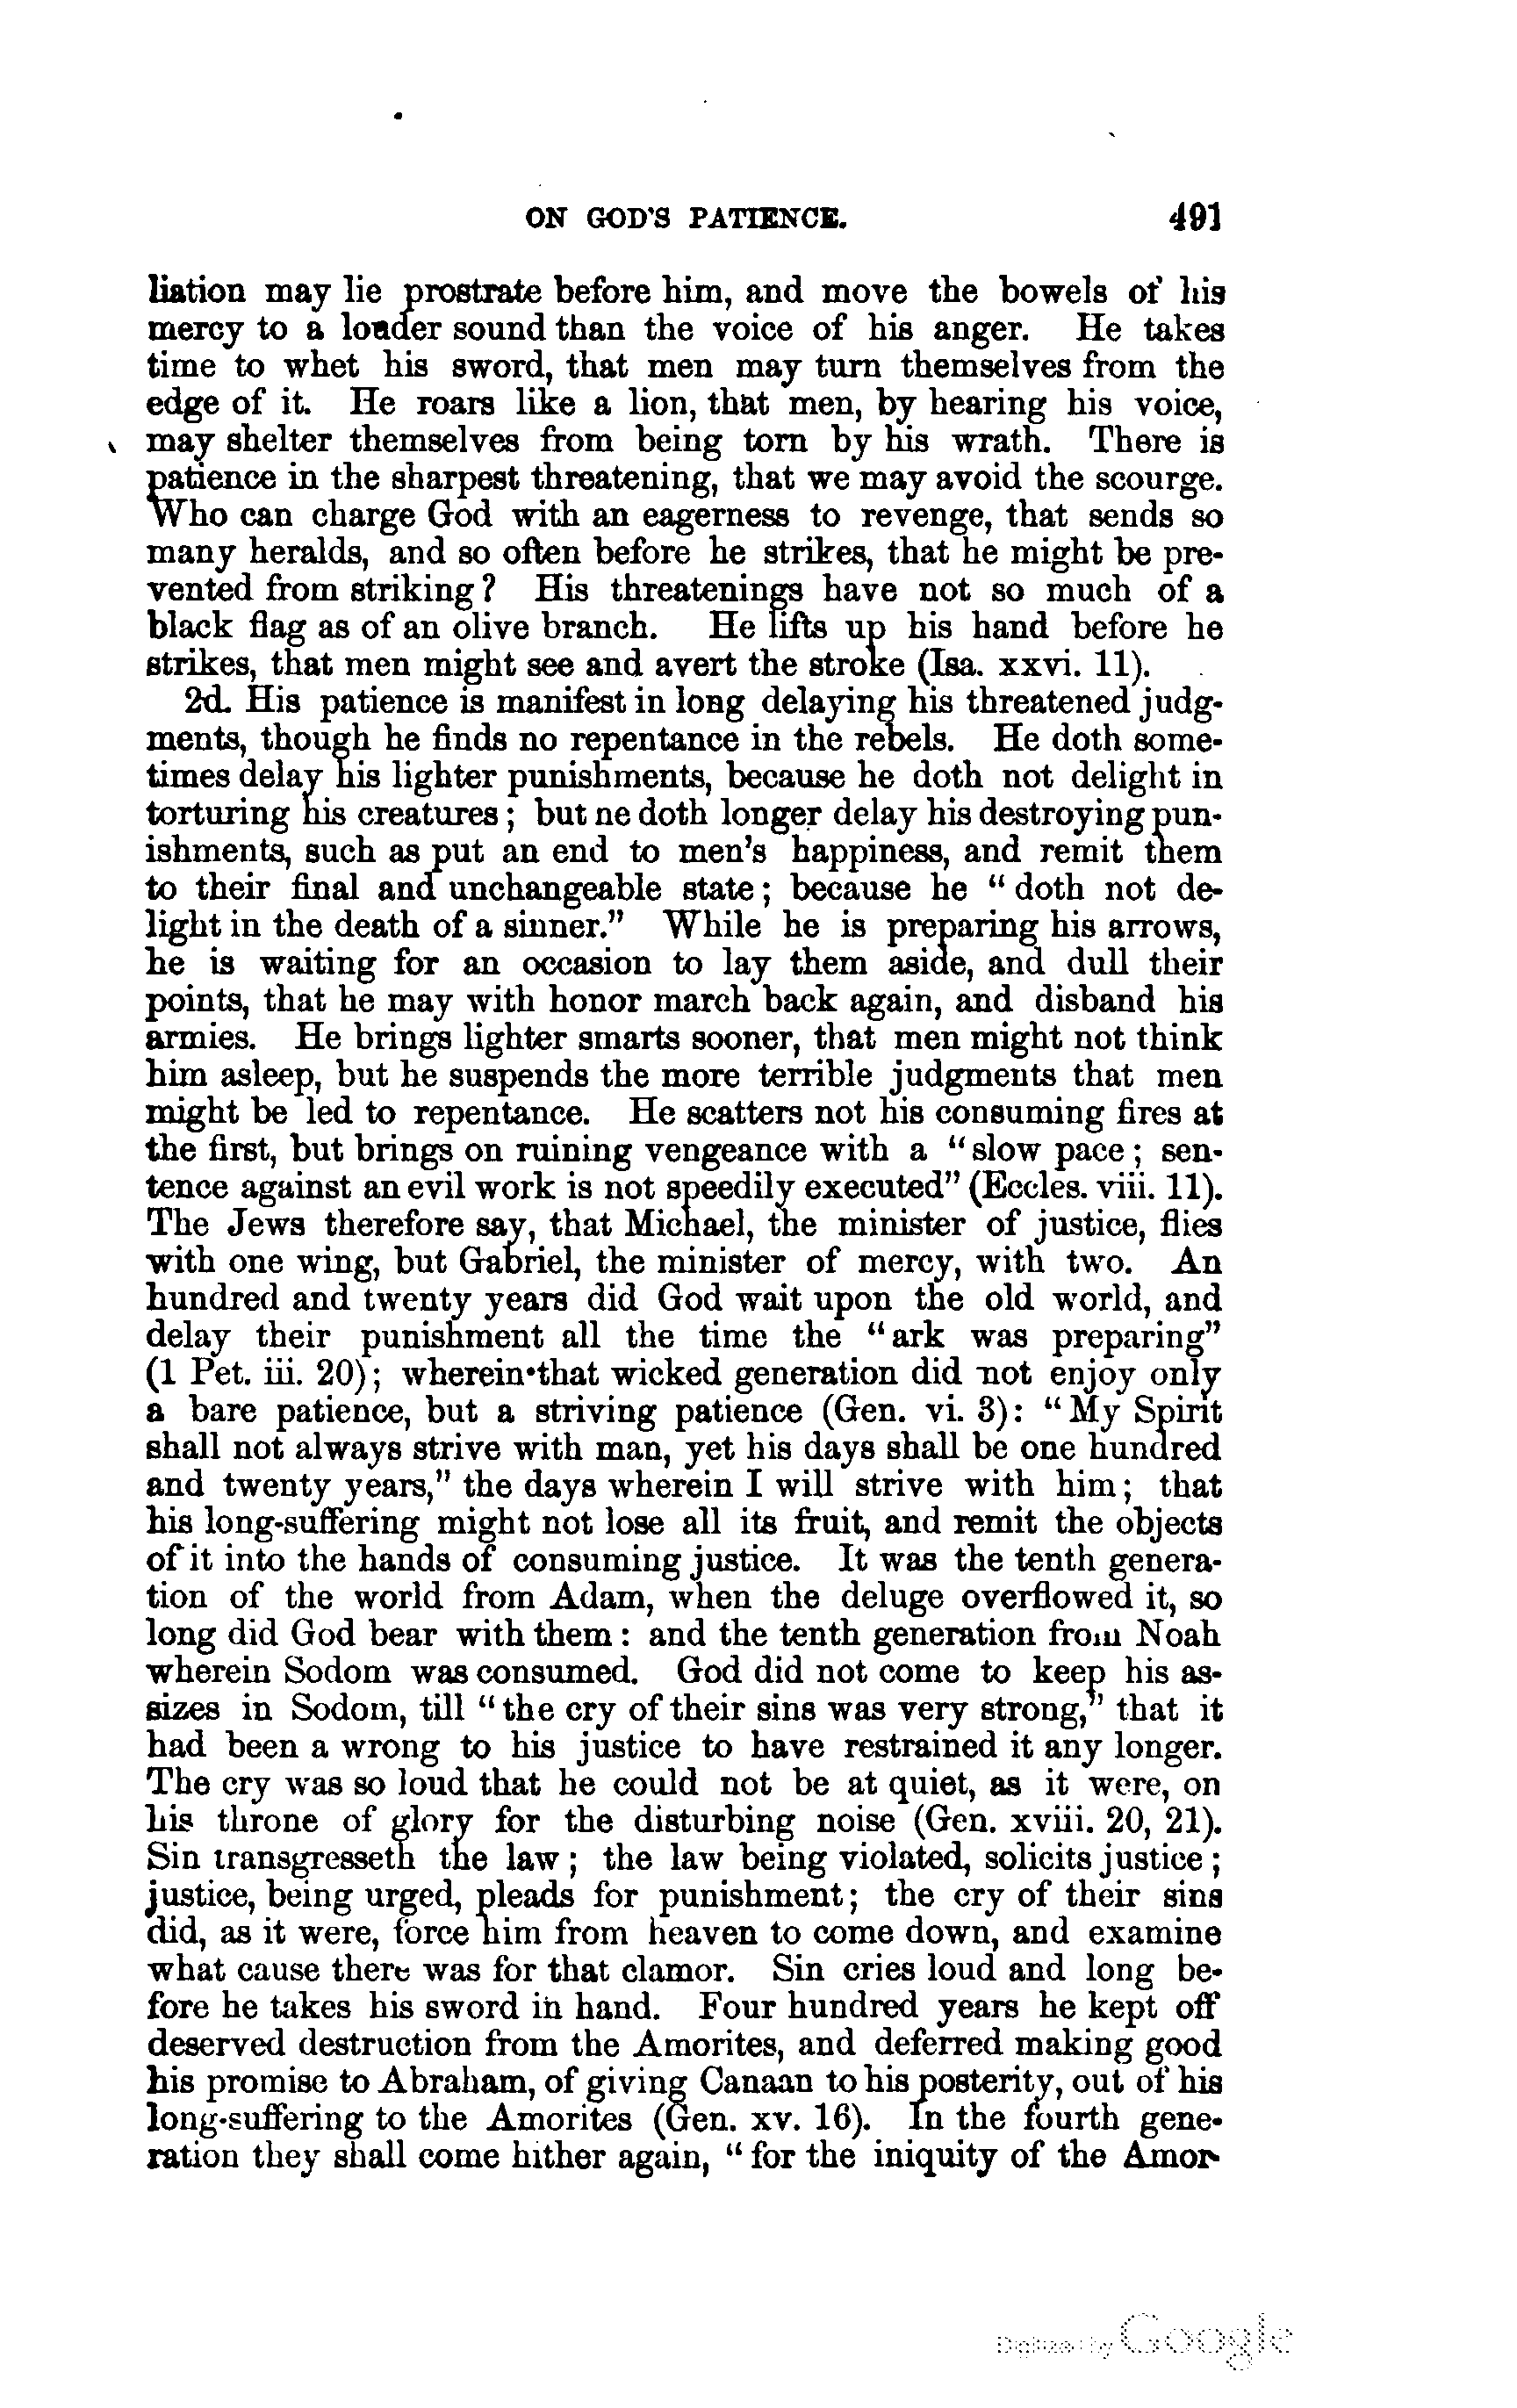 ON GOD'S PATIENCE. 491
liation may lie prostrate before him, and move the bowels of his
mercy to a louder sound than the voice of his anger. He takes
time to whet his sword, that men may turn themselves from the
edge of it. He roars like a lion, that men, by hearing his voice,
may shelter themselves from being torn by his wrath. There is
patience in the sharpest threatening, that we may avoid the scourge.
Who can charge God with an eagerness to revenge, that sends so
many heralds, and so often before he strikes, that he might be pre-
vented from striking? His threatenings have not so much of a
black flag as of an olive branch. He lifts up his hand before he
strikes, that men might see and avert the stroke (Isa. xxvi. 11).
2d. His patience is manifest in long delaying his threatened judg-
ments, though he finds no repentance in the rebels. He doth some-
times delay his lighter punishments, because he doth not delight in
torturing his creatures; but he doth longer delay his destroying pun-
ishments, such as put an end to men's happiness, and remit them
to their final and unchangeable state; because he "doth not de-
light in the death of a sinner." While he is preparing his arrows,
he is waiting for an occasion to lay them aside, and dull their
points, that he may with honor march back again, and disband his
armies. He brings lighter smarts sooner, that men might not think
him asleep, but he suspends the more terrible judgments that men
might be led to repentance. He scatters not his consuming fires at
the first, but brings on ruining vengeance with a "slow pace; sen-
tence against an evil work is not speedily executed" (Eccles. viii. 11).
The Jews therefore say, that Michael, the minister of justice, flies
with one wing, but Gabriel, the minister of mercy, with two. An
hundred and twenty years did God wait upon the old world, and
delay their punishment all the time the "ark was preparing"
(1 Pet. iii. 20); wherein that wicked generation did not enjoy only
a bare patience, but a striving patience (Gen. vi. 3): "My Spirit
shall not always strive with man, yet his days shall be one hundred
and twenty years," the days wherein I will strive with him; that
his long-suffering might not lose all its fruit, and remit the objects
of it into the hands of consuming justice. It was the tenth genera-
tion of the world from Adam, when the deluge overflowed it, so
long did God bear with them: and the tenth generation from Noah
wherein Sodom was consumed. God did not come to keep his as-
sizes in Sodom, till "the cry of their sins was very strong," that it
had been a wrong to his justice to have restrained it any longer.
The cry was so loud that he could not be at quiet, as it were, on
his throne of glory for the disturbing noise (Gen. xviii. 20, 21).
Sin transgresseth the law; the law being violated, solicits justice;
justice, being urged, pleads for punishment; the cry of their sins
did, as it were, force him from heaven to come down, and examine
what cause there was for that clamor. Sin cries loud and long be-
fore he takes his sword in hand. Four hundred years he kept off
deserved destruction from the Amorites, and deferred making good
his promise to Abraham, of giving Canaan to his posterity, out of his
long-suffering to the Amorites (Gen. xv. 16). In the fourth gene-
ration they shall come hither again, "for the iniquity of the Amor-
Digitized by Google